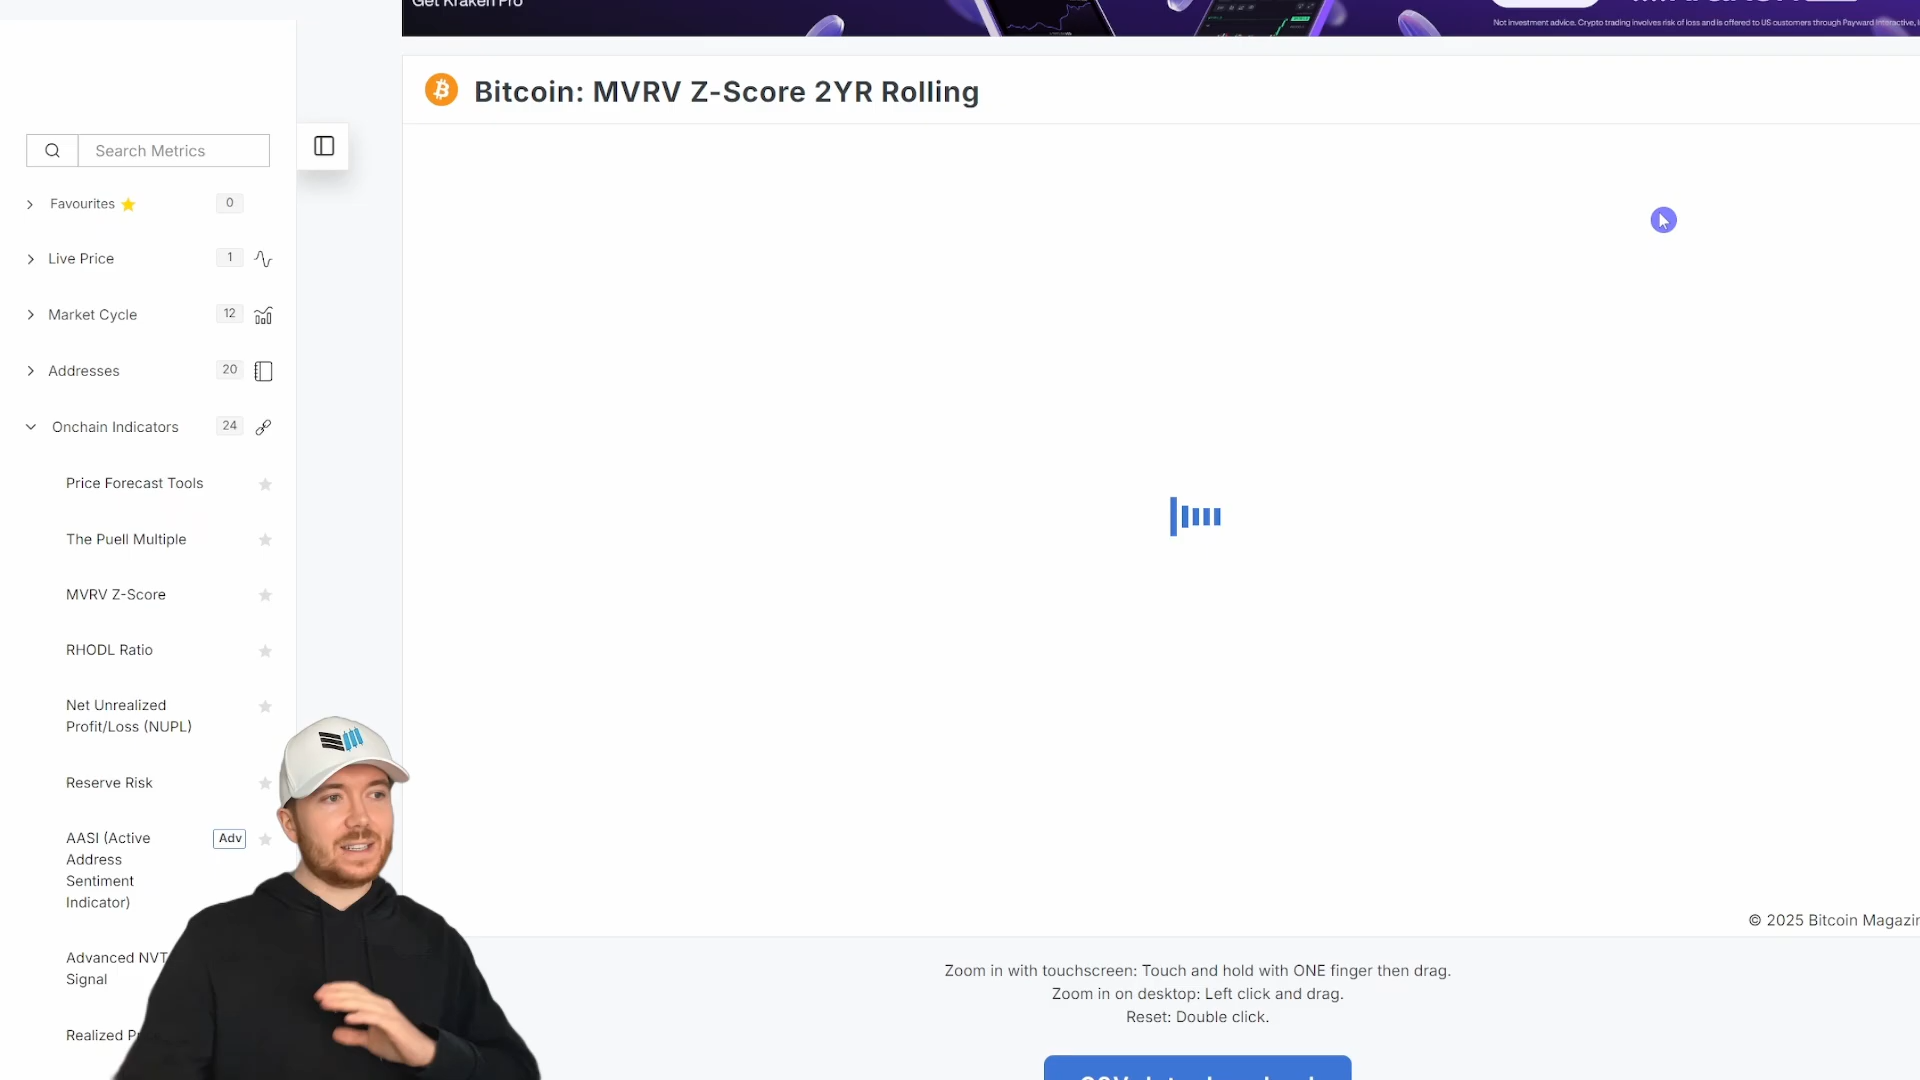 Get Kraken Pro
Not investment advice. Crypto trading involves risk of loss and is offered to US customers through Payward Interactive,
Bitcoin: MVRV Z-Score 2YR Rolling
Search Metrics
Favourites 0
Live Price 1
Market Cycle 12
Addresses 20
Onchain Indicators 24
Price Forecast Tools
The Puell Multiple
MVRV Z-Score
RHODL Ratio
Net Unrealized
Profit/Loss (NUPL)
Reserve Risk
AASI (Active Adv
Address
Sentiment
Indicator)
Advanced NVT
Signal
Realized
© 2025 Bitcoin Magazin
Zoom in with touchscreen: Touch and hold with ONE finger then drag.
Zoom in on desktop: Left click and drag.
Reset: Double click.